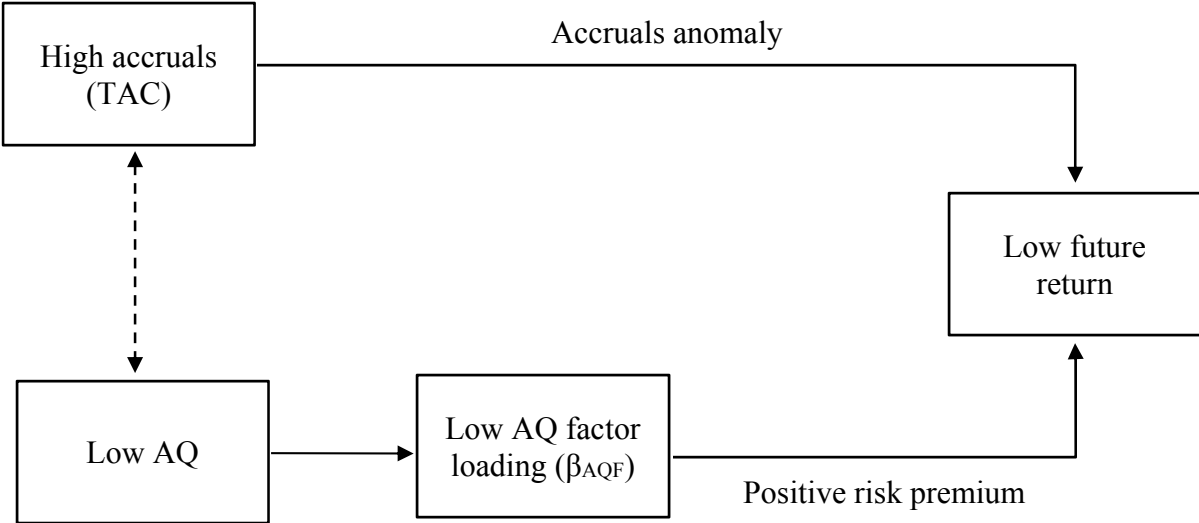 Accruals anomaly
High accruals
(TAC)
Low future
return
Low AQ
Low AQ factor
loading (βAQF)
Positive risk premium